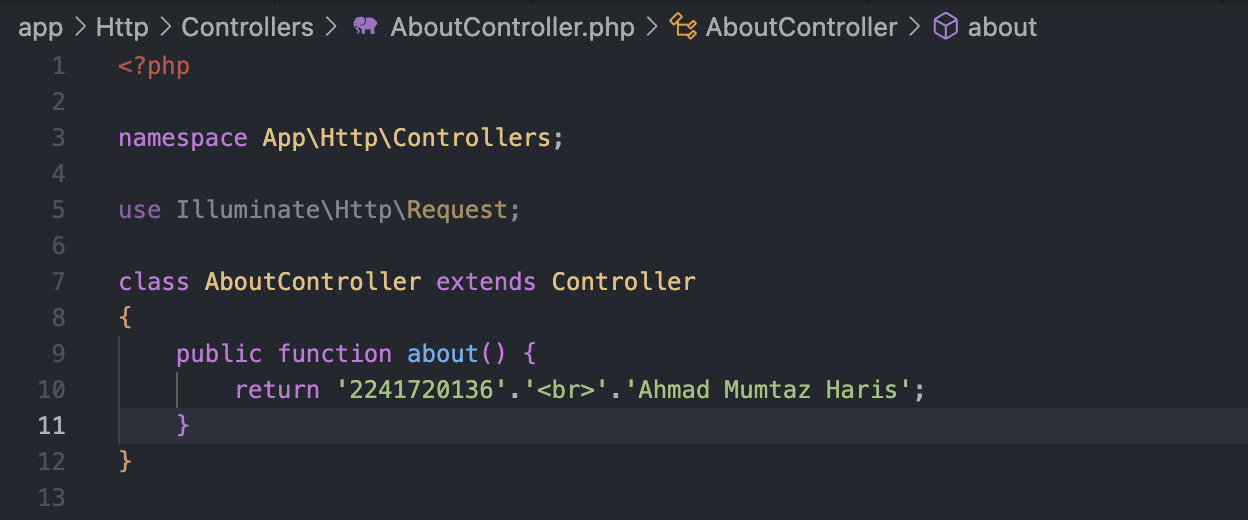 app > Http > Controllers > AboutController.php > AboutController > about
1 <?php
2
3 namespace App\Http\Controllers;
4
5 use Illuminate\Http\Request;
6
7 class AboutController extends Controller
8 {
9     public function about() {
10         return '2241720136'.'<br>'.'Ahmad Mumtaz Haris';
11     }
12 }
13